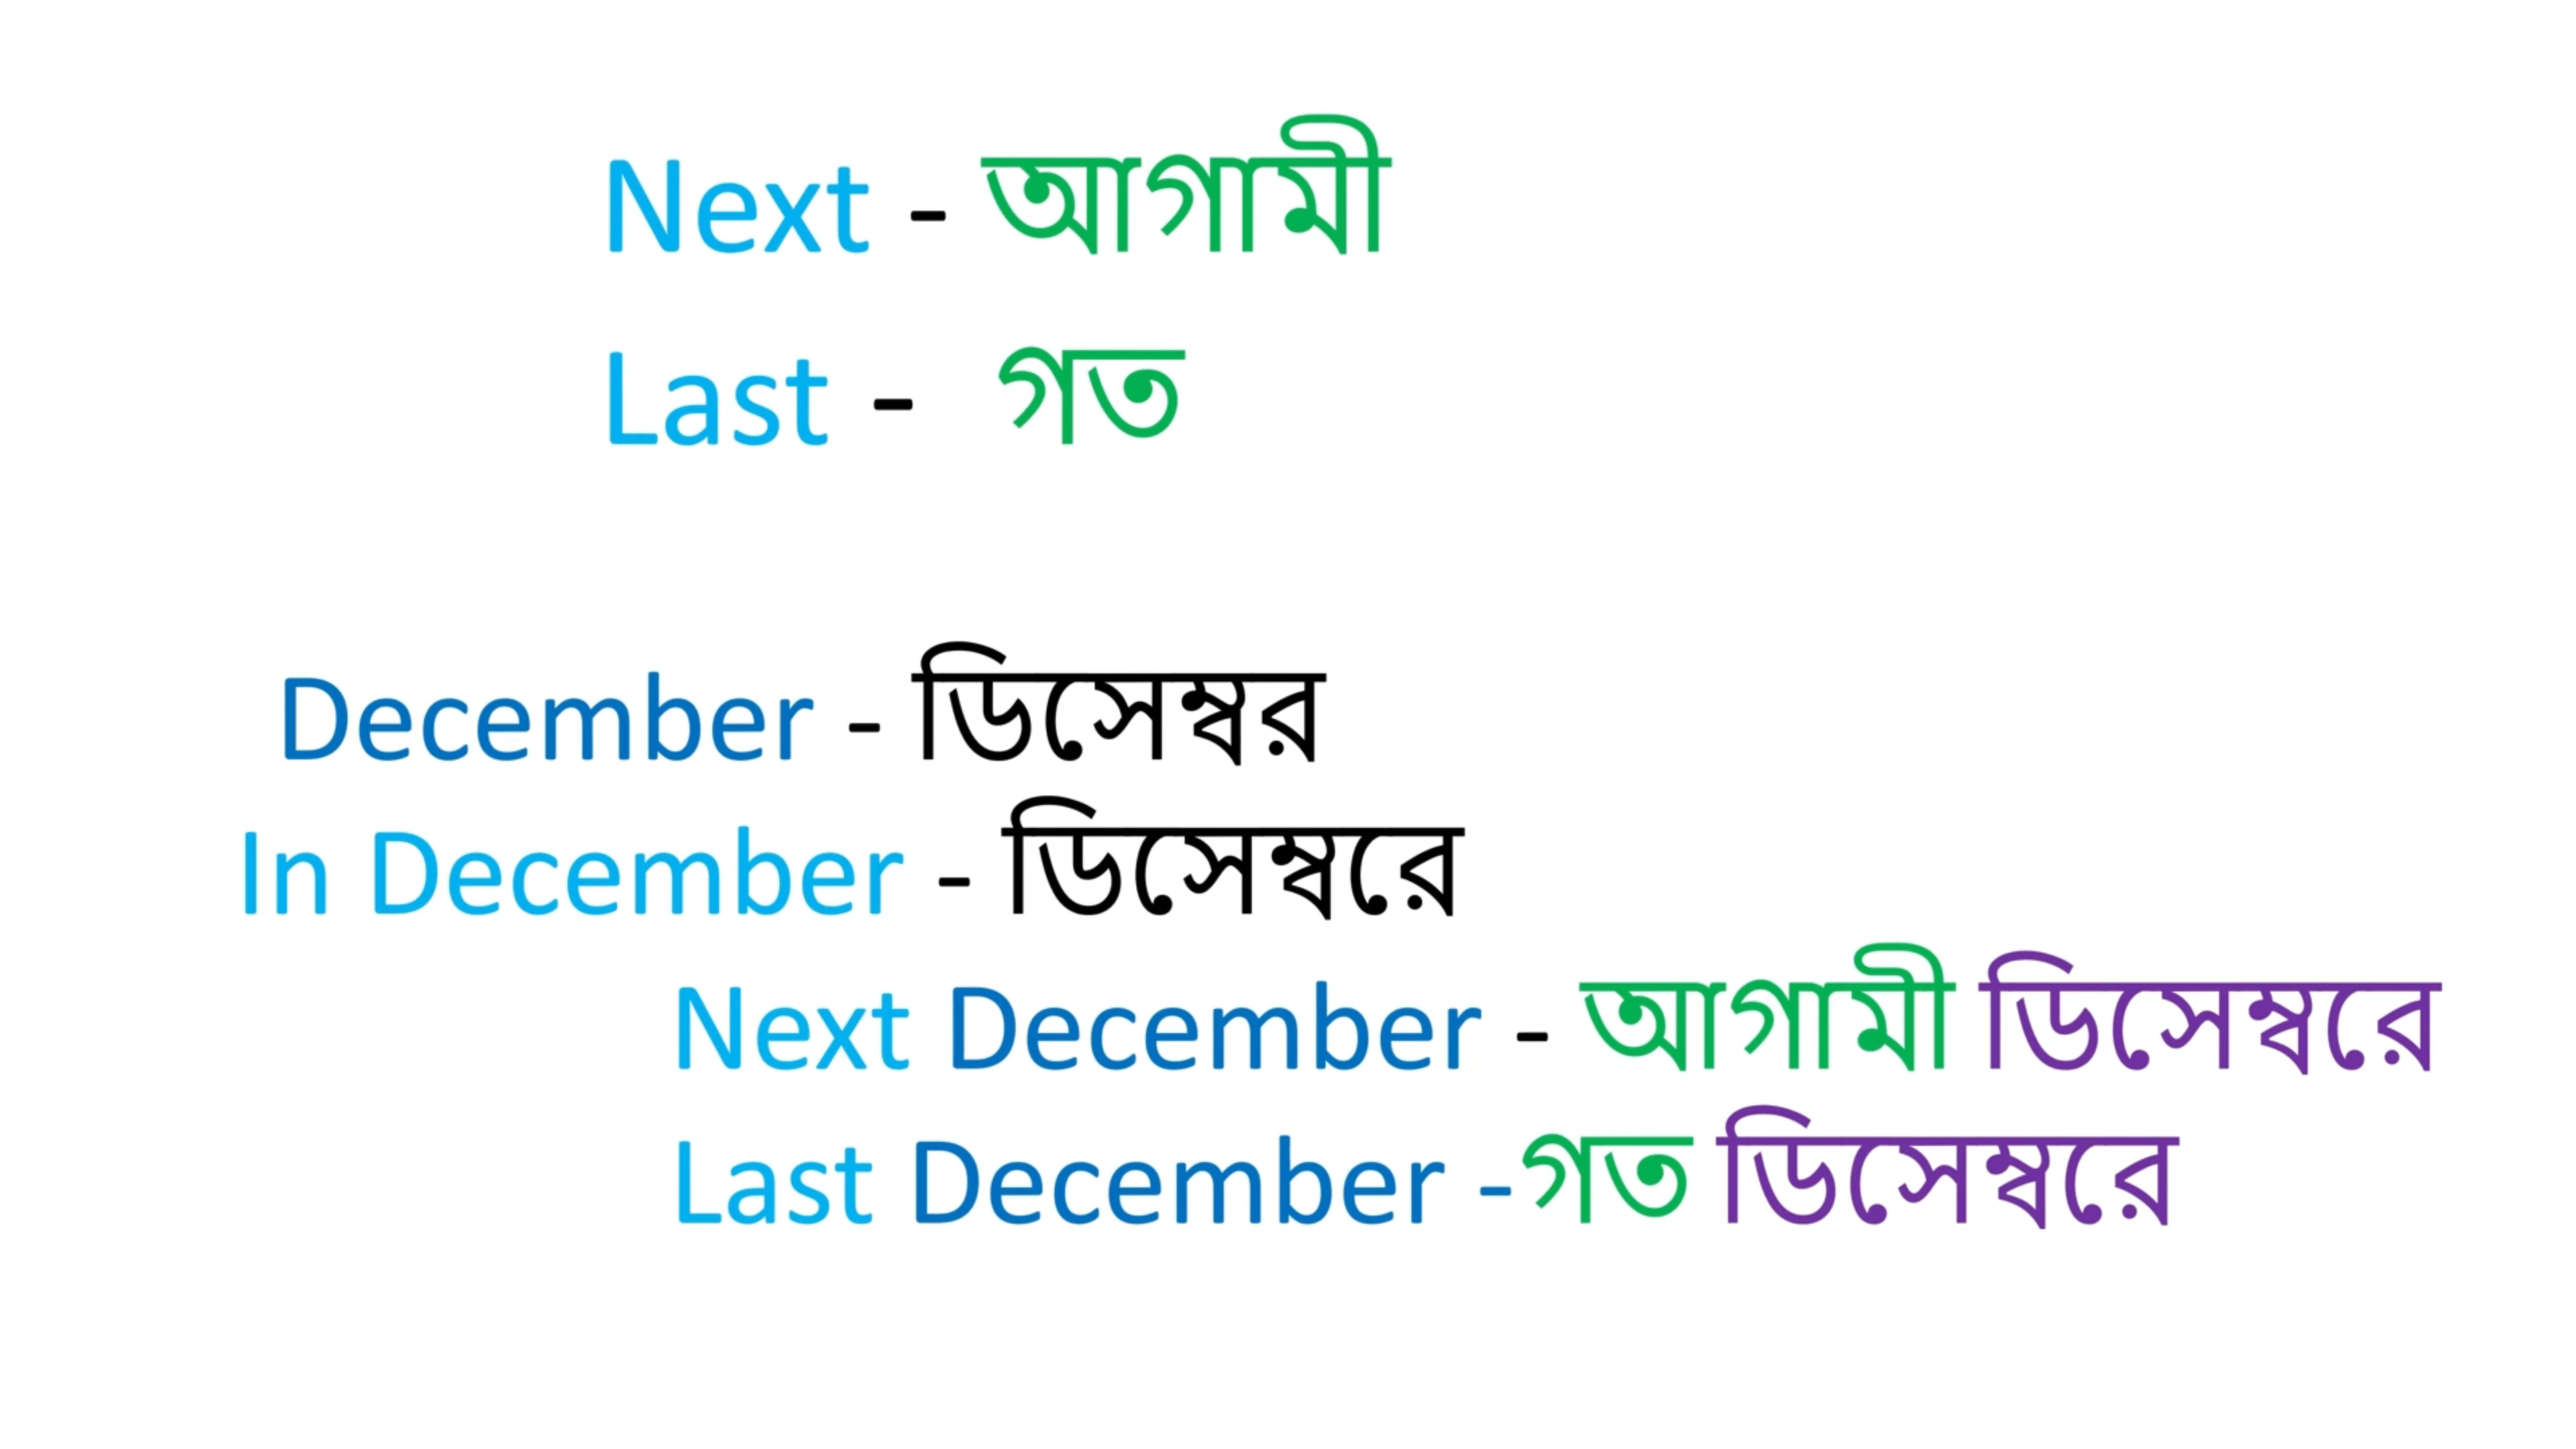 Next - আগামী
Last - গত
December - ডিসেম্বর
In December - ডিসেম্বরে
Next December - আগামী ডিসেম্বরে
Last December -গত ডিসেম্বরে